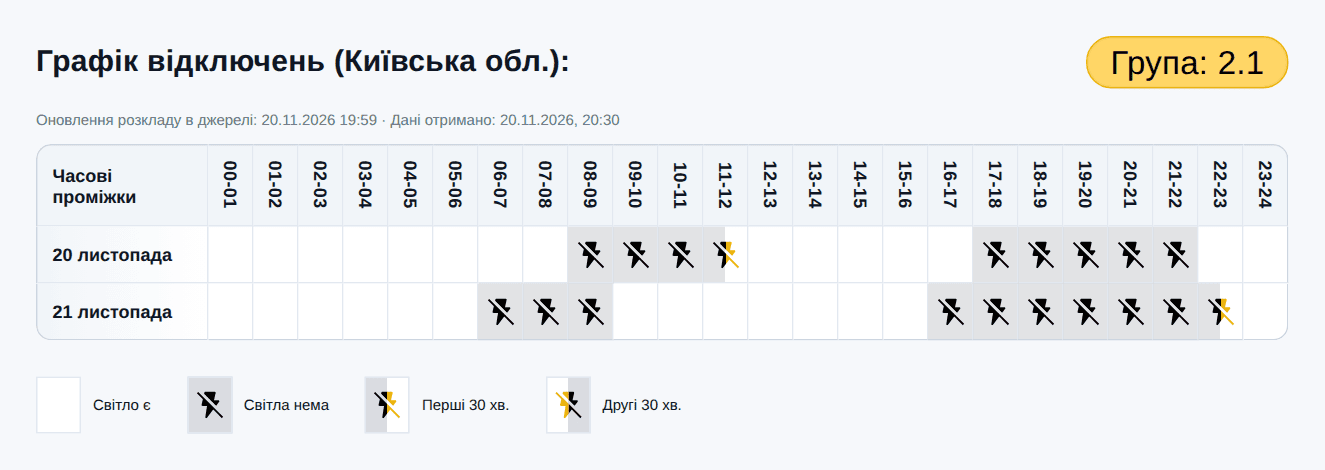 Графік відключень (Київська обл.):
Група: 2.1
Оновлення розкладу в джерелі: 20.11.2026 19:59 · Дані отримано: 20.11.2026, 20:30
Часові
проміжки
00-01
01-02
02-03
03-04
04-05
05-06
06-07
07-08
08-09
09-10
10-11
11-12
12-13
13-14
14-15
15-16
16-17
17-18
18-19
19-20
20-21
21-22
22-23
23-24
20 листопада
21 листопада
Світло є
Світла нема
Перші 30 хв.
Другі 30 хв.